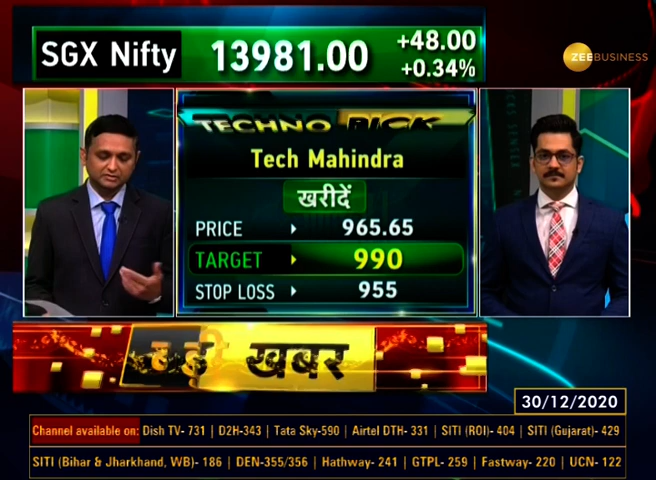 SGX Nifty 13981.00 +48.00
+0.34%
ZEEBUSINESS
TECHNO PICK
Tech Mahindra
खरीदें
PRICE 965.65
TARGET 990
STOP LOSS 955
बड़ी खबर
30/12/2020
Channel available on: Dish TV- 731 | D2H-343 | Tata Sky-590 | Airtel DTH- 331 | SITI (ROI)- 404 | SITI (Gujarat)- 429
SITI (Bihar & Jharkhand, WB)- 186 | DEN-355/356 | Hathway- 241 | GTPL- 259 | Fastway- 220 | UCN- 122